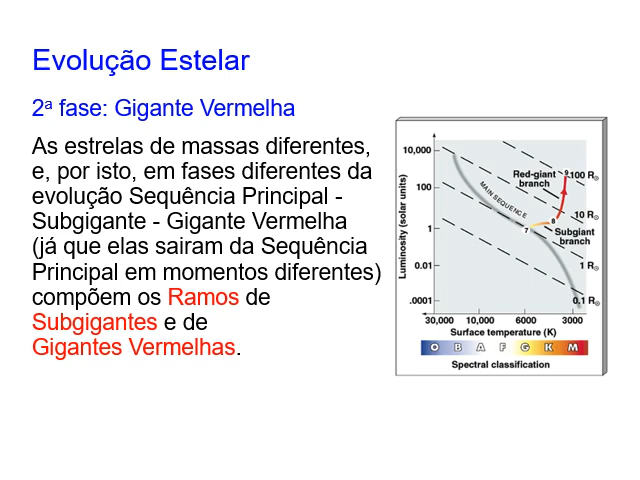 Evolução Estelar
2ª fase: Gigante Vermelha
As estrelas de massas diferentes,
e, por isto, em fases diferentes da
evolução Sequência Principal -
Subgigante - Gigante Vermelha
(já que elas sairam da Sequência
Principal em momentos diferentes)
compõem os Ramos de
Subgigantes e de
Gigantes Vermelhas.
Luminosity (solar units)
10,000
100
1
0.01
.0001
MAIN SEQUENCE
Red-giant
branch
9
100 R☉
10 R☉
8
7
Subgiant
branch
1 R☉
0.1 R☉
30,000 10,000 6000 3000
Surface temperature (K)
O B A F G K M
Spectral classification